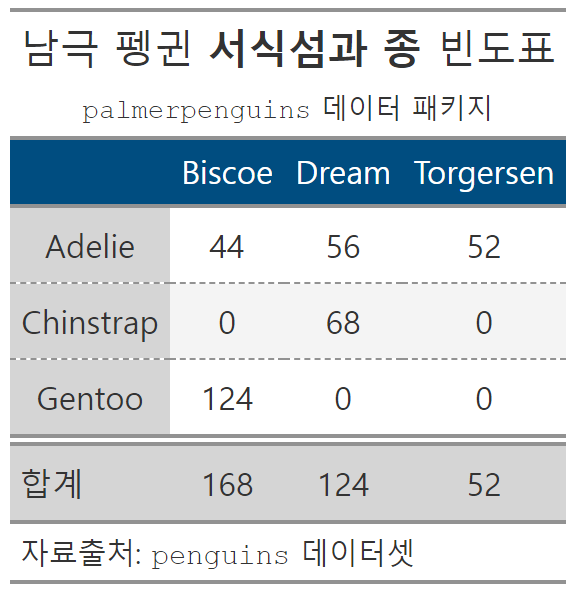 남극 펭귄 서식섬과 종 빈도표
palmerpenguins 데이터 패키지
Biscoe Dream Torgersen
Adelie 44 56 52
Chinstrap 0 68 0
Gentoo 124 0 0
합계 168 124 52
자료출처: penguins 데이터셋